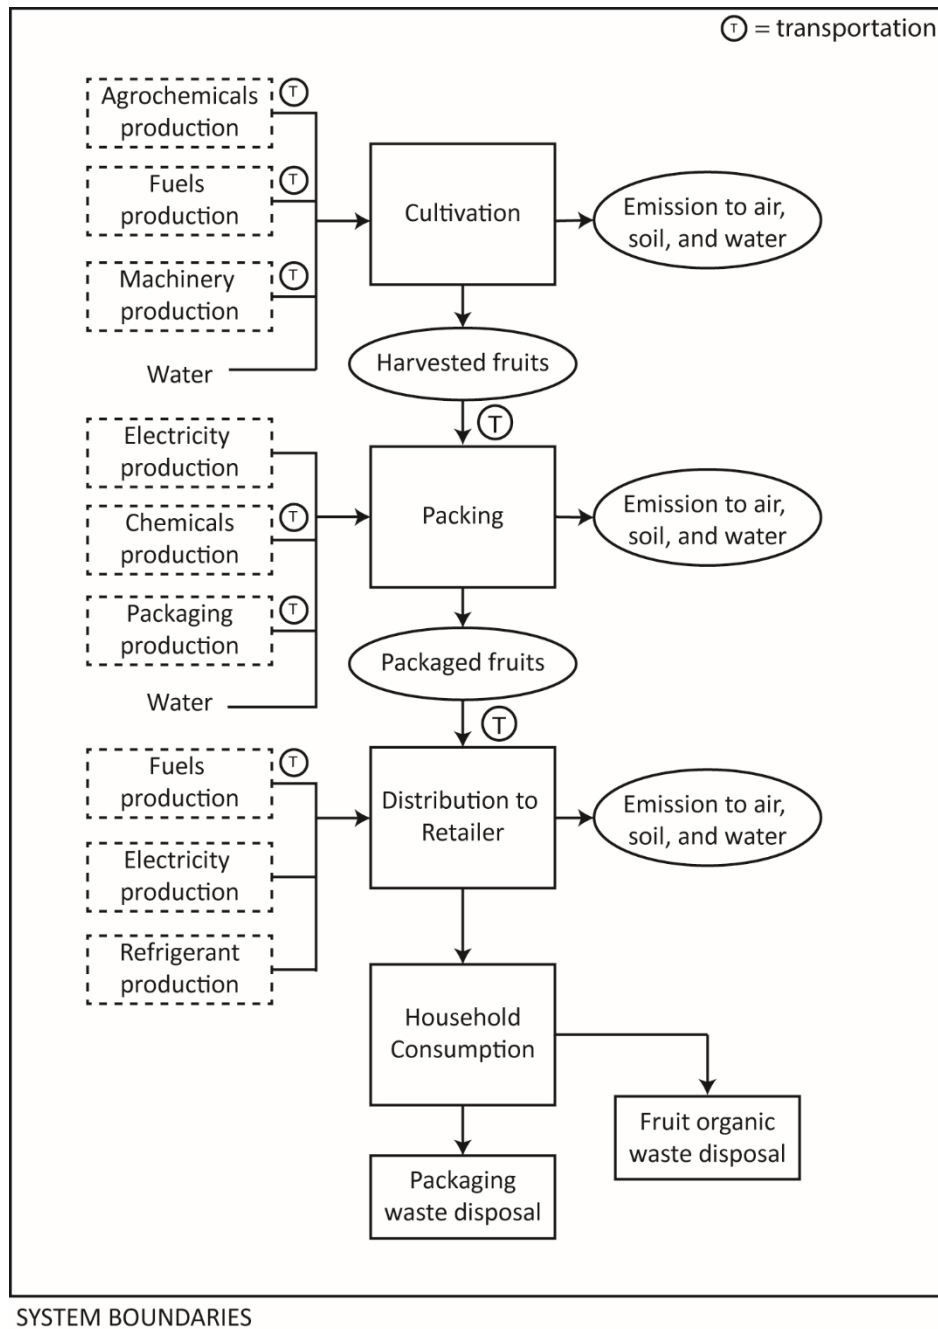 T = transportation
Agrochemicals
production
T
Fuels
production
T
Machinery
production
T
Water
Cultivation
Emission to air,
soil, and water
Harvested fruits
T
Electricity
production
Chemicals
production
T
Packaging
production
T
Water
Packing
Emission to air,
soil, and water
Packaged fruits
T
Fuels
production
T
Electricity
production
Refrigerant
production
Distribution to
Retailer
Emission to air,
soil, and water
Household
Consumption
Fruit organic
waste disposal
Packaging
waste disposal
SYSTEM BOUNDARIES